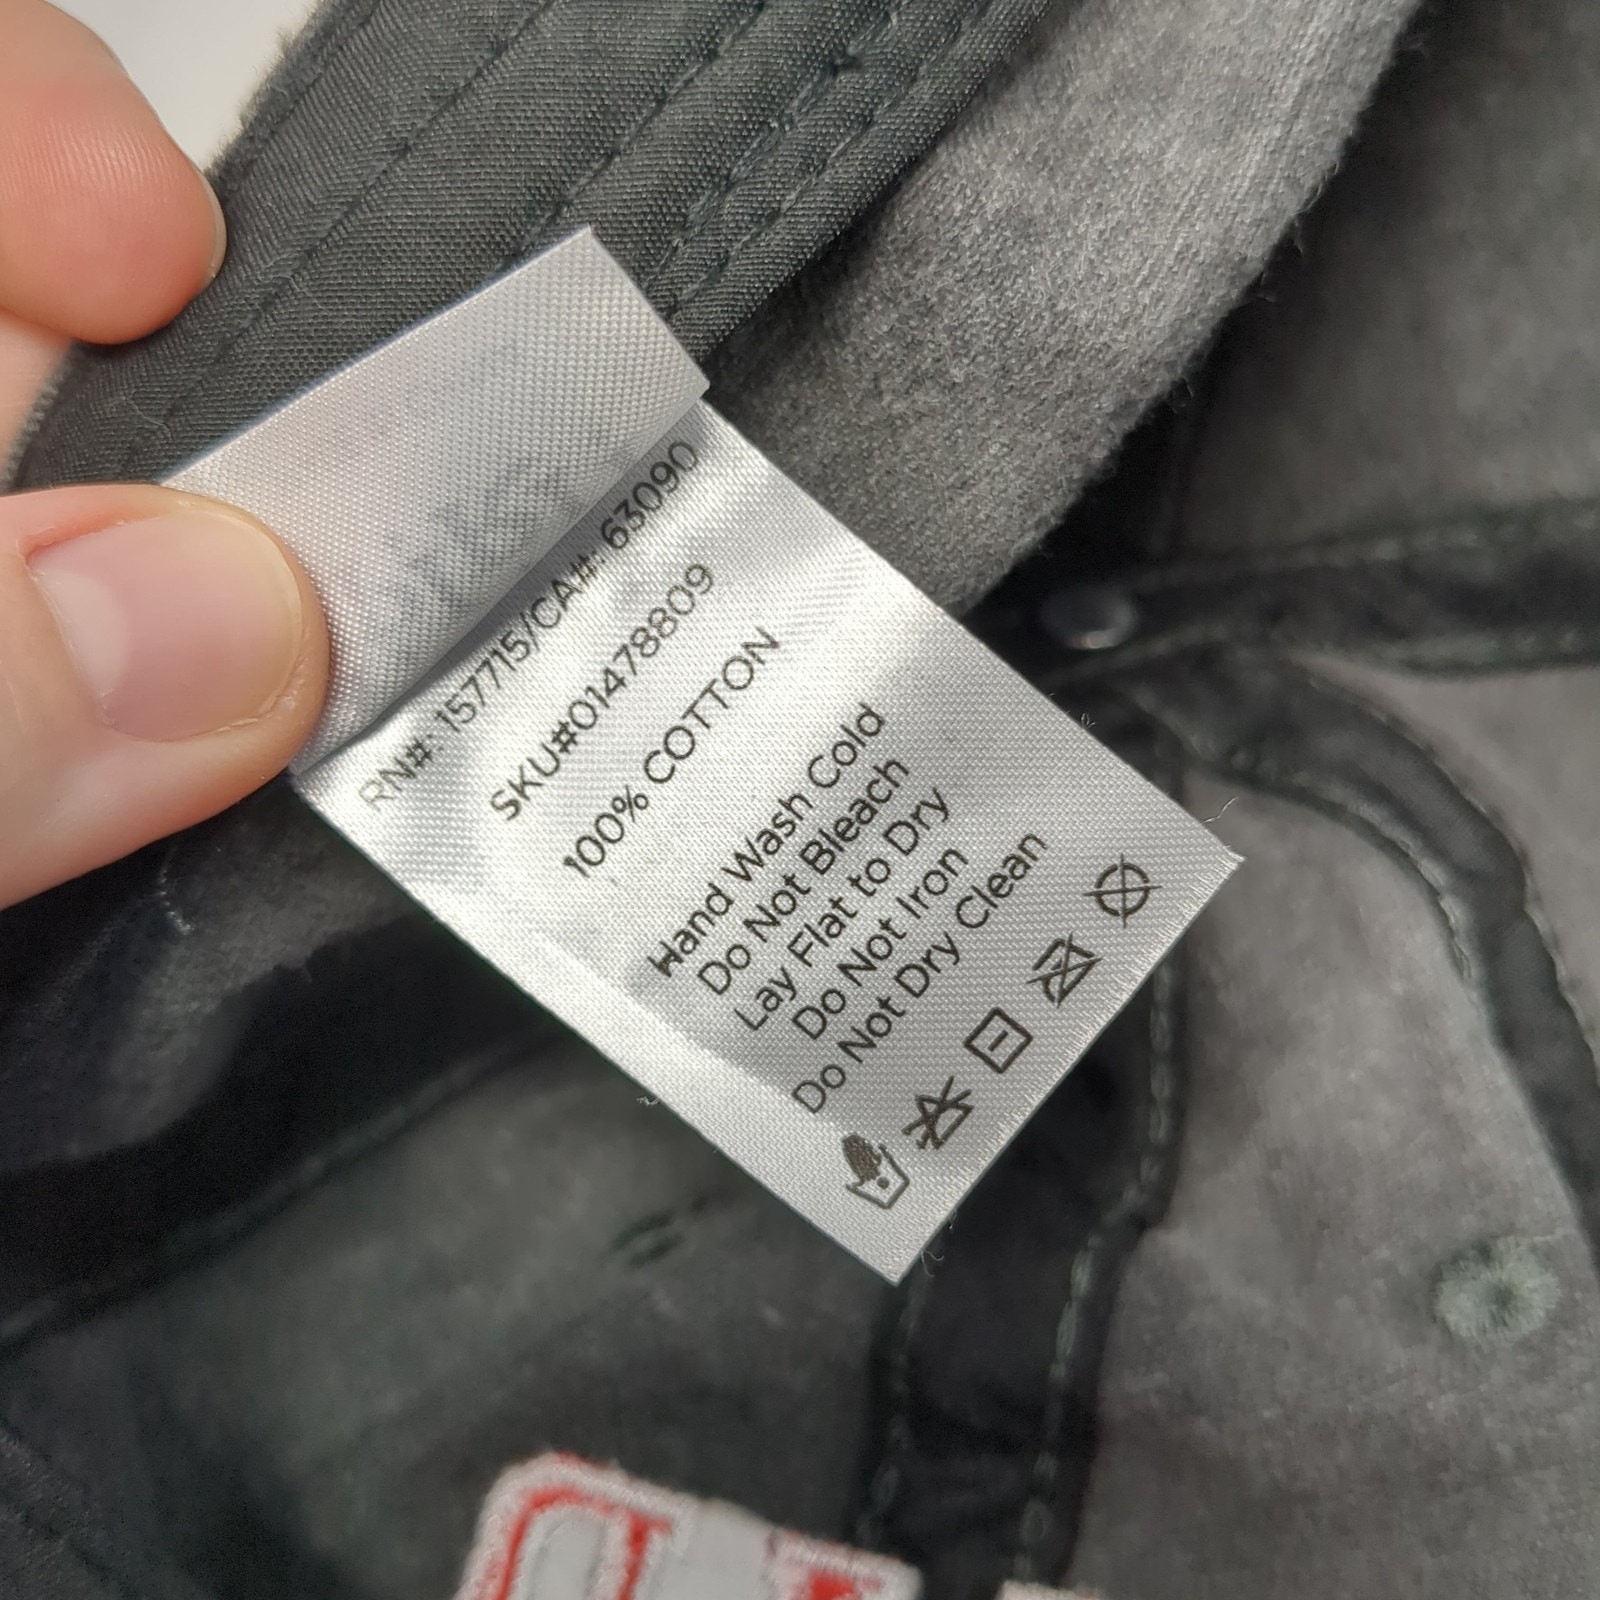 RN#: 157715/CA#: 63090
SKU#01478809
100% COTTON
Hand Wash Cold
Do Not Bleach
Lay Flat to Dry
Do Not Iron
Do Not Dry Clean